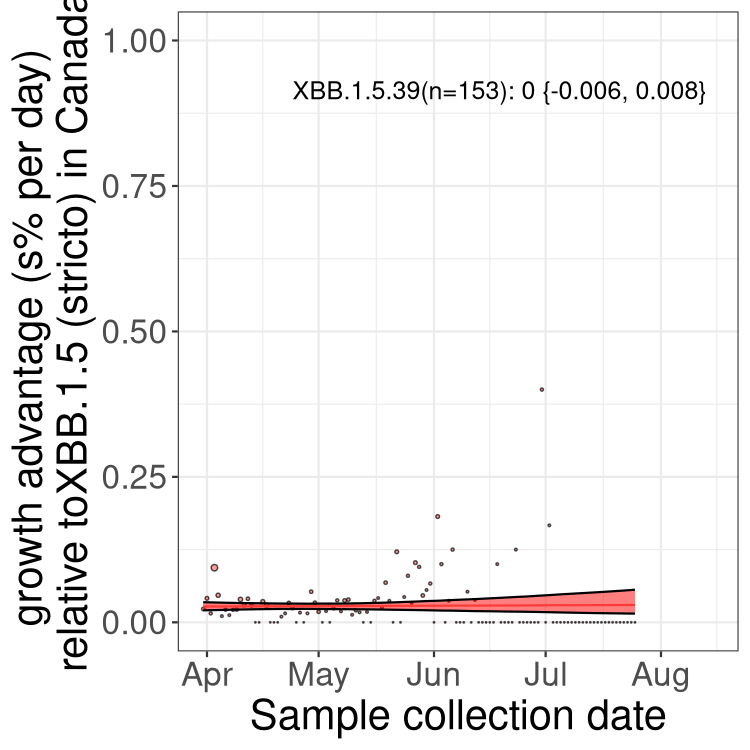 growth advantage (s% per day)
relative toXBB.1.5 (stricto) in Canada
1.00
0.75
0.50
0.25
0.00
XBB.1.5.39(n=153): 0 {-0.006, 0.008}
Apr May Jun Jul Aug
Sample collection date